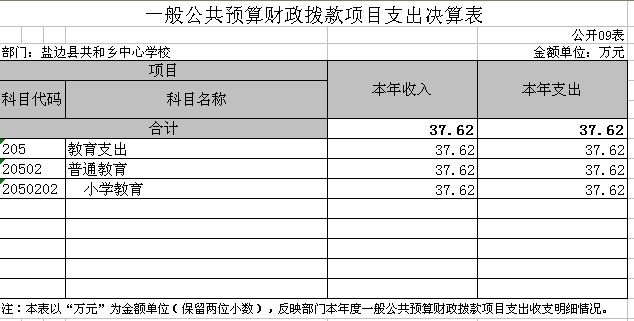 一般公共预算财政拨款项目支出决算表
公开09表
部门：盐边县共和乡中心学校 金额单位：万元
项目 本年收入 本年支出
科目代码 科目名称
合计 37.62 37.62
205 教育支出 37.62 37.62
20502 普通教育 37.62 37.62
2050202 小学教育 37.62 37.62
注：本表以“万元”为金额单位（保留两位小数），反映部门本年度一般公共预算财政拨款项目支出收支明细情况。